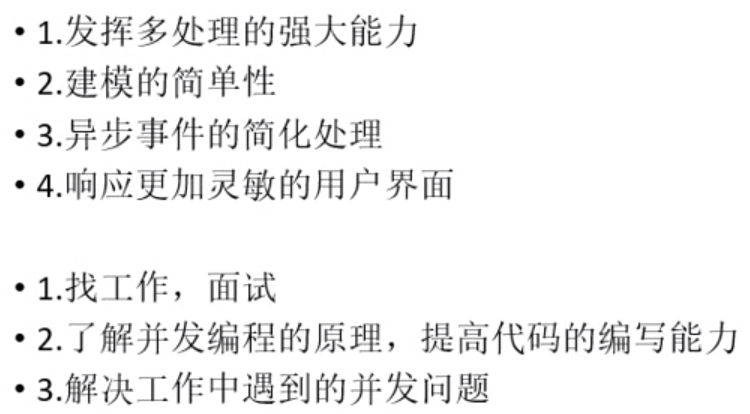 • 1.发挥多处理的强大能力
• 2.建模的简单性
• 3.异步事件的简化处理
• 4.响应更加灵敏的用户界面
• 1.找工作，面试
• 2.了解并发编程的原理，提高代码的编写能力
• 3.解决工作中遇到的并发问题